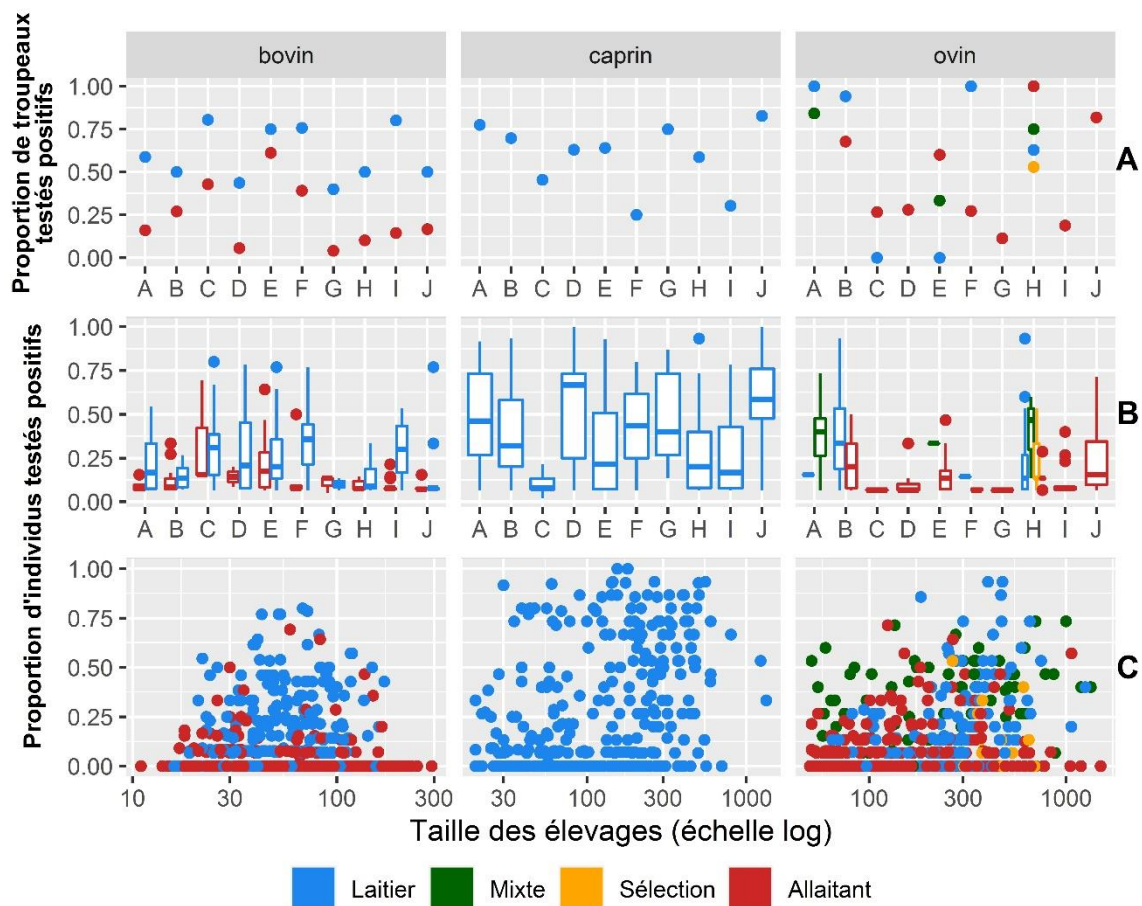 bovin caprin ovin
Proportion de troupeaux
testés positifs
1.00
0.75
0.50
0.25
0.00
A
A B C D E F G H I J A B C D E F G H I J A B C D E F G H I J
Proportion d'individus testés positifs
1.00
0.75
0.50
0.25
0.00
B
A B C D E F G H I J A B C D E F G H I J A B C D E F G H I J
1.00
0.75
0.50
0.25
0.00
C
10 30 100 300 30 100 300 1000 100 300 1000
Taille des élevages (échelle log)
Laitier Mixte Sélection Allaitant